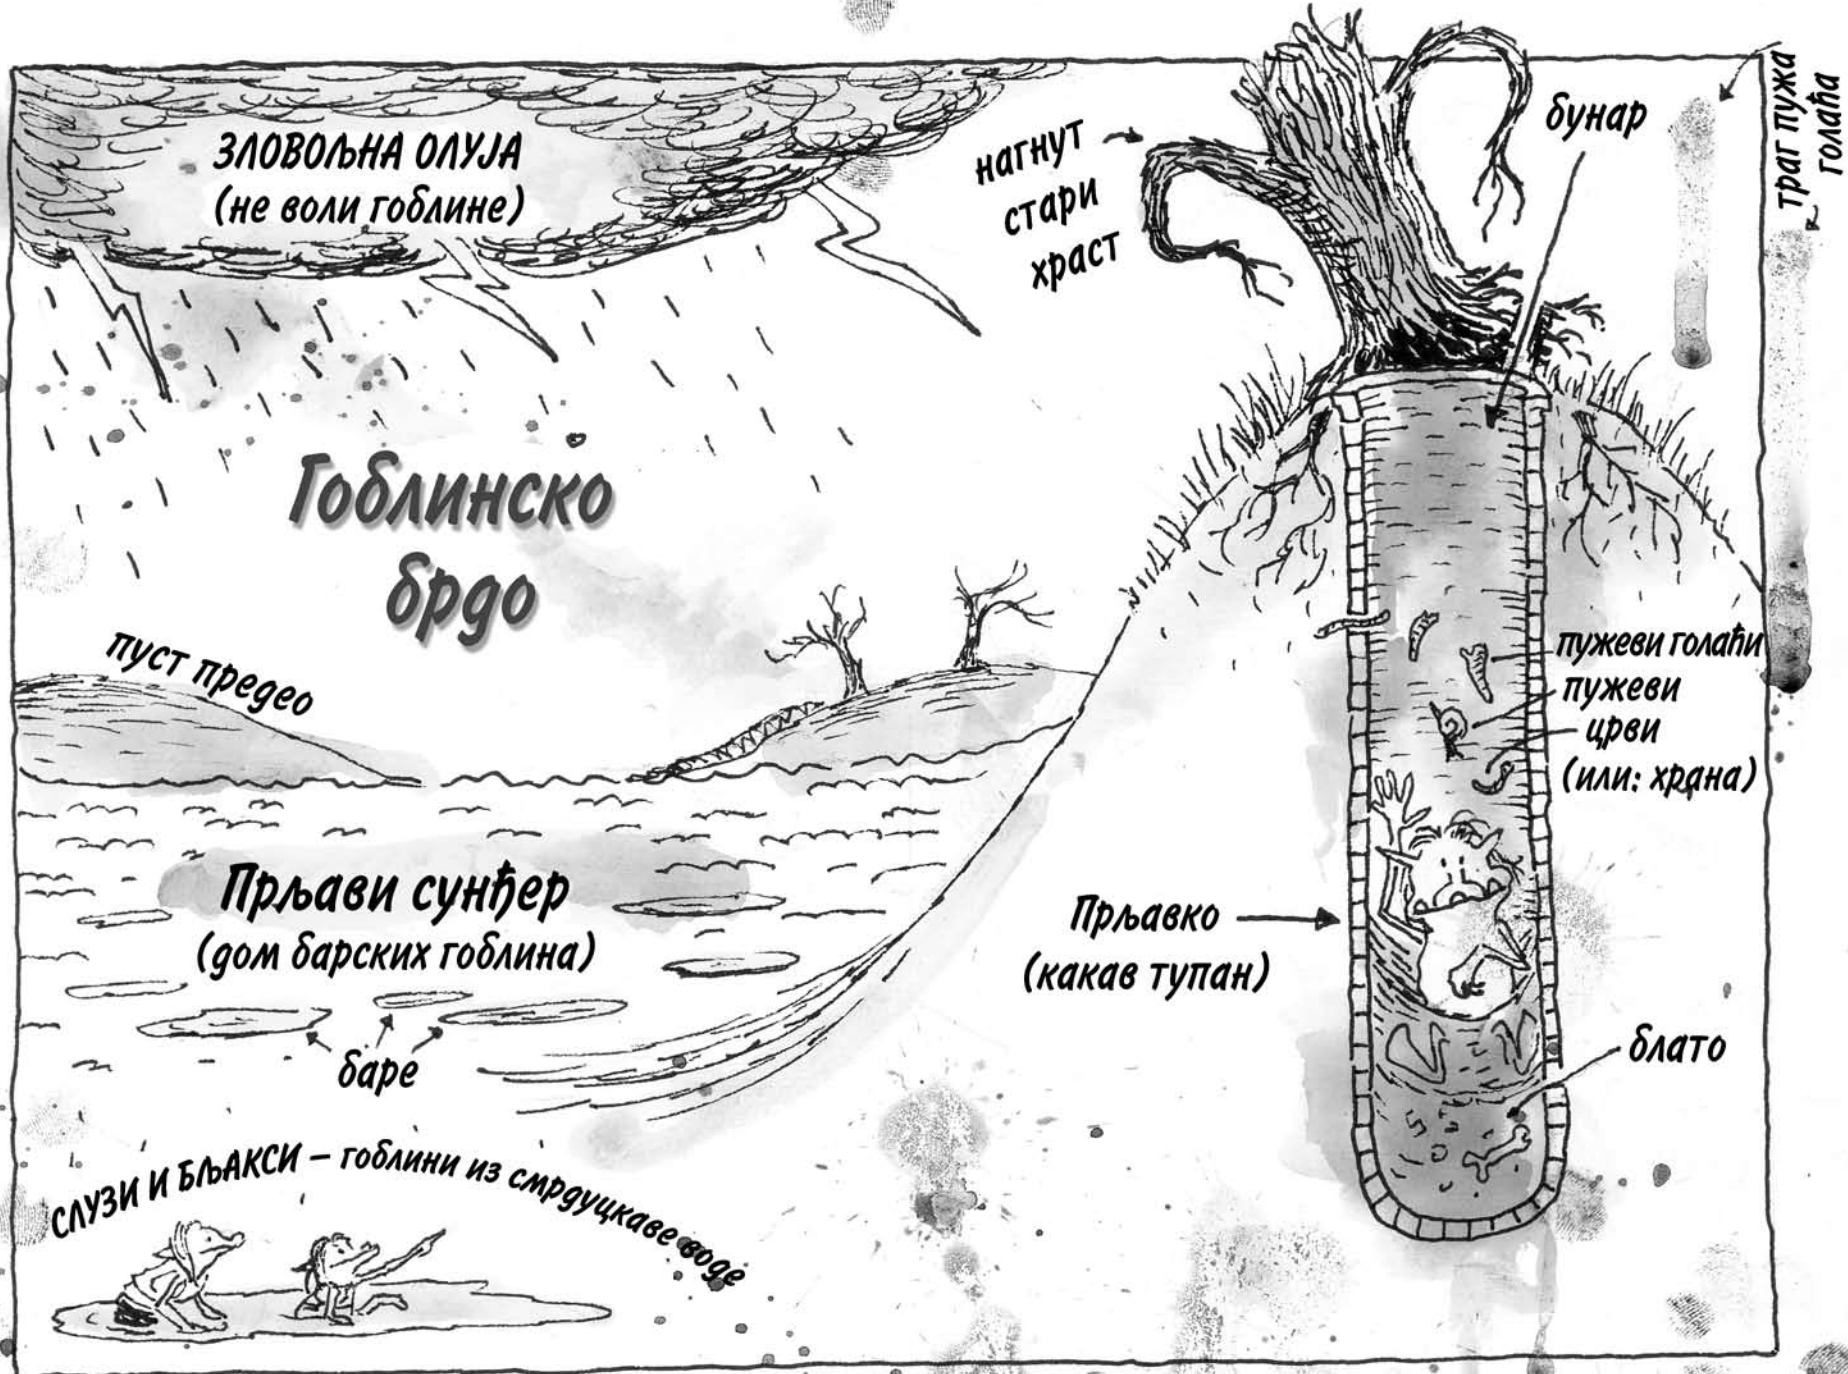 ЗЛОВОЉНА ОЛУЈА
(не воли гоблине)
нагнут
стари
храст
бунар
траг пужа
голаћа
Гоблинско
брдо
пуст предео
пужеви голаћи
пужеви
црви
(или: храна)
Прљави сунђер
(дом барских гоблина)
Прљавко
(какав тупан)
баре
блато
СЛУЗИ И БЉАКСИ – гоблини из смрдуцкаве воде